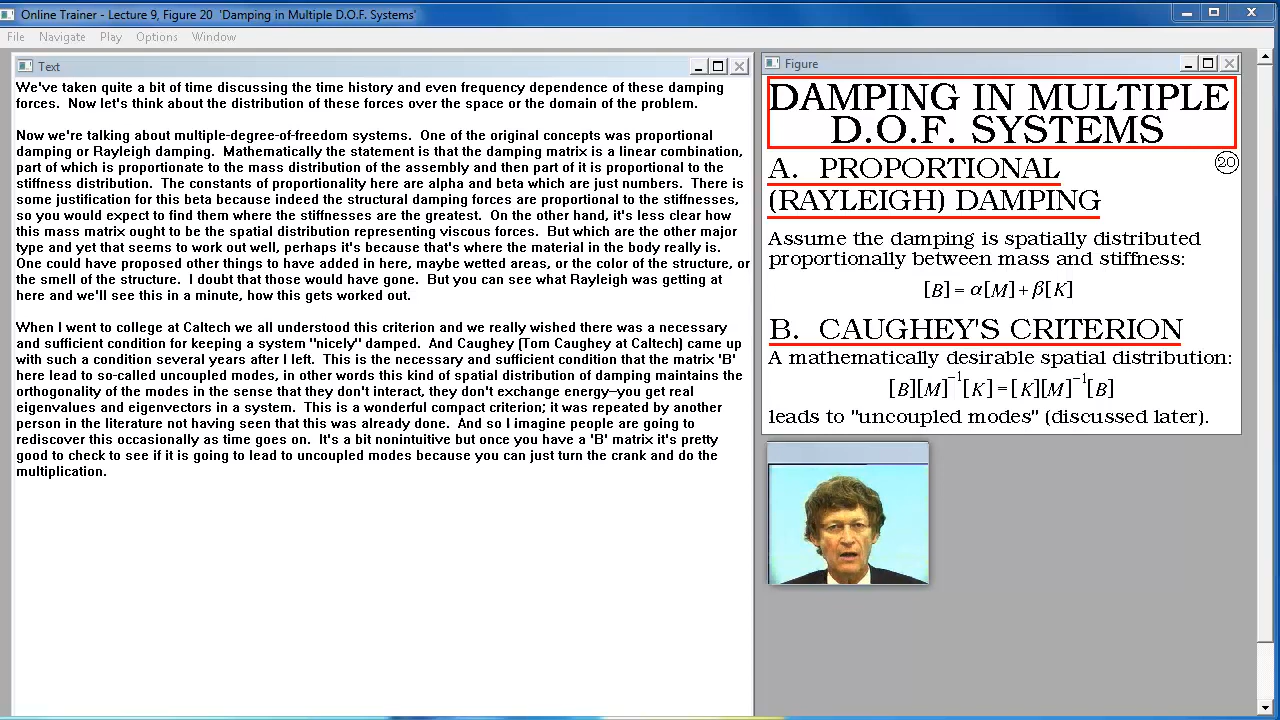 Online Trainer - Lecture 9, Figure 20 'Damping in Multiple D.O.F. Systems'
File Navigate Play Options Window
Text
We've taken quite a bit of time discussing the time history and even frequency dependence of these damping
forces. Now let's think about the distribution of these forces over the space or the domain of the problem.
Now we're talking about multiple-degree-of-freedom systems. One of the original concepts was proportional
damping or Rayleigh damping. Mathematically the statement is that the damping matrix is a linear combination,
part of which is proportionate to the mass distribution of the assembly and then part of it is proportional to the
stiffness distribution. The constants of proportionality here are alpha and beta which are just numbers. There is
some justification for this beta because indeed the structural damping forces are proportional to the stiffnesses,
so you would expect to find them where the stiffnesses are the greatest. On the other hand, it's less clear how
this mass matrix ought to be the spatial distribution representing viscous forces. But which are the other major
type and yet that seems to work out well, perhaps it's because that's where the material in the body really is.
One could have proposed other things to have added in here, maybe wetted areas, or the color of the structure, or
the smell of the structure. I doubt that those would have gone. But you can see what Rayleigh was getting at
here and we'll see this in a minute, how this gets worked out.
When I went to college at Caltech we all understood this criterion and we really wished there was a necessary
and sufficient condition for keeping a system "nicely" damped. And Caughey (Tom Caughey at Caltech) came up
with such a condition several years after I left. This is the necessary and sufficient condition that the matrix 'B'
here lead to so-called uncoupled modes, in other words this kind of spatial distribution of damping maintains the
orthogonality of the modes in the sense that they don't interact, they don't exchange energy--you get real
eigenvalues and eigenvectors in a system. This is a wonderful compact criterion; it was repeated by another
person in the literature not having seen that this was already done. And so I imagine people are going to
rediscover this occasionally as time goes on. It's a bit nonintuitive but once you have a 'B' matrix it's pretty
good to check to see if it is going to lead to uncoupled modes because you can just turn the crank and do the
multiplication.
Figure
DAMPING IN MULTIPLE
D.O.F. SYSTEMS
20
A. PROPORTIONAL
(RAYLEIGH) DAMPING
Assume the damping is spatially distributed
proportionally between mass and stiffness:
[B] = α[M] + β[K]
B. CAUGHEY'S CRITERION
A mathematically desirable spatial distribution:
[B][M]⁻¹[K] = [K][M]⁻¹[B]
leads to "uncoupled modes" (discussed later).